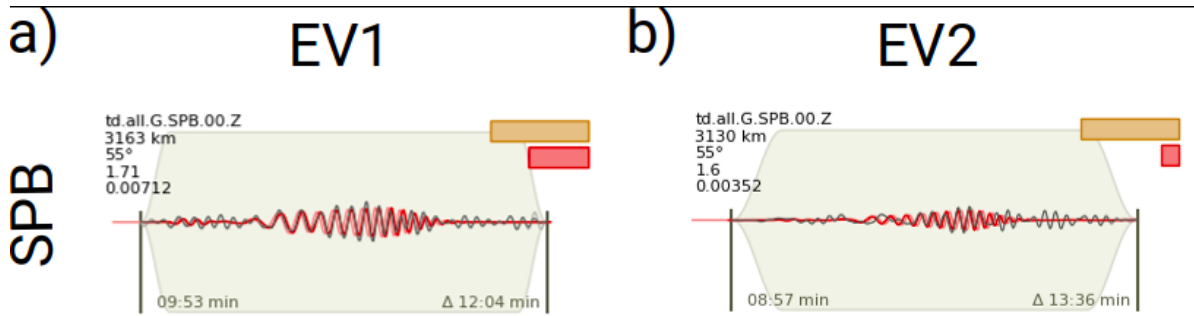 a) EV1
b) EV2
SPB
td.all.G.SPB.00.Z
3163 km
55°
1.71
0.00712
09:53 min
Δ 12:04 min
td.all.G.SPB.00.Z
3130 km
55°
1.6
0.00352
08:57 min
Δ 13:36 min